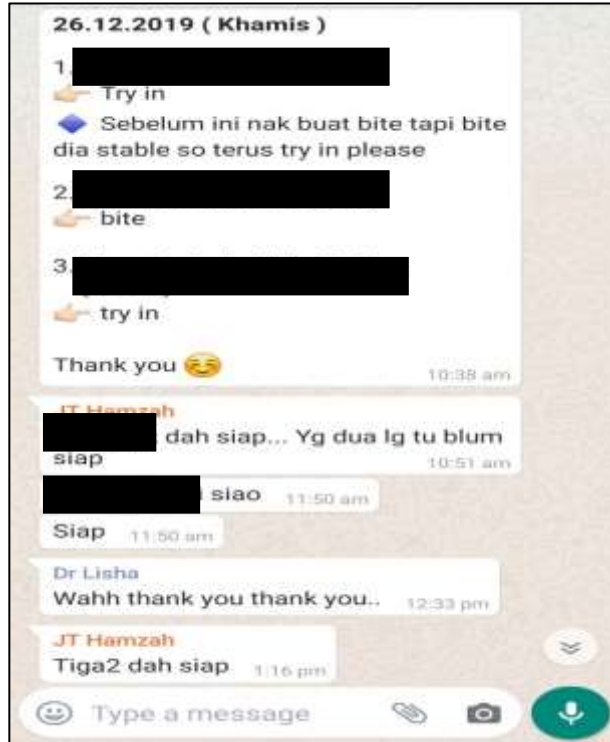 26.12.2019 ( Khamis )
1.
👉🏻 Try in
🔷 Sebelum ini nak buat bite tapi bite
dia stable so terus try in please
2.
👉🏻 bite
3.
👉🏻 try in
Thank you ☺️
10:38 am
JT Hamzah
dah siap... Yg dua lg tu blum
siap
10:51 am
siao 11:50 am
Siap 11:50 am
Dr Lisha
Wahh thank you thank you.. 12:33 pm
JT Hamzah
Tiga2 dah siap 1:16 pm
Type a message